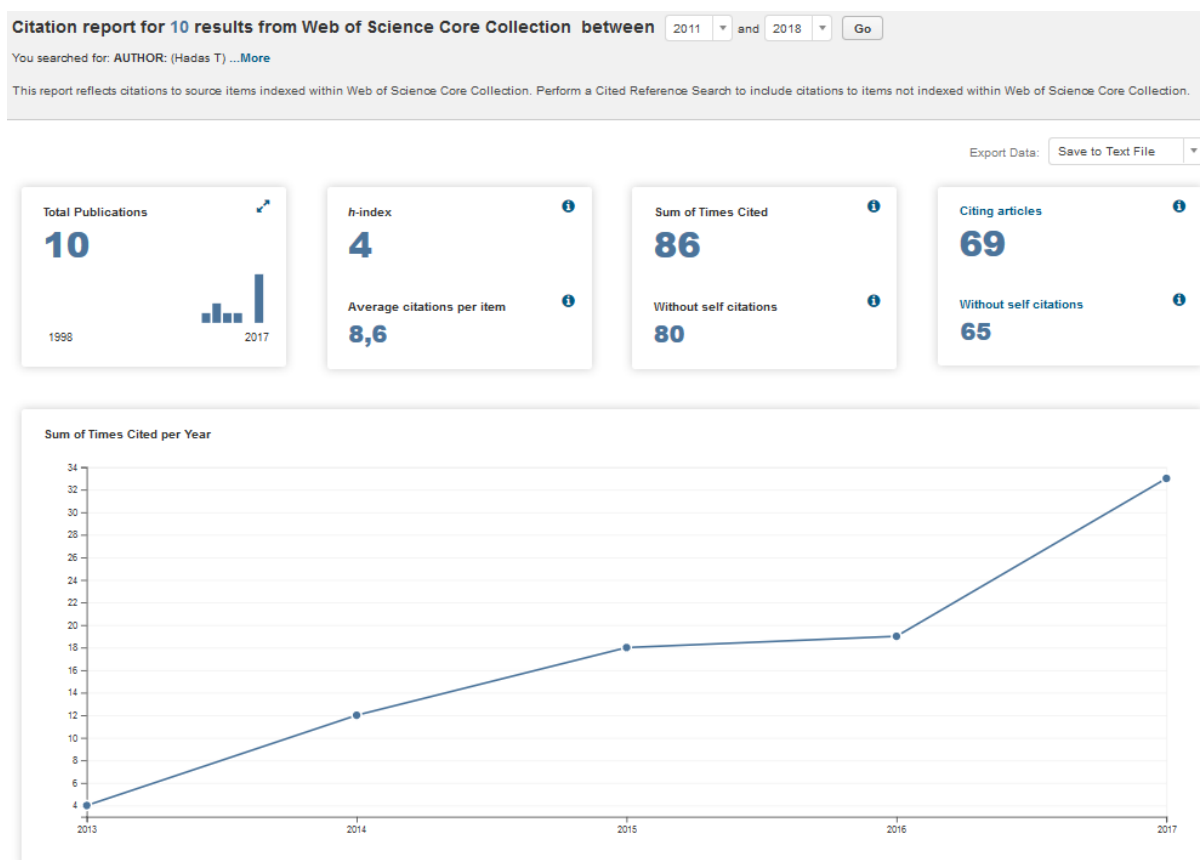 Citation report for 10 results from Web of Science Core Collection between 2011 and 2018 Go
You searched for: AUTHOR: (Hadas T) ...More
This report reflects citations to source items indexed within Web of Science Core Collection. Perform a Cited Reference Search to include citations to items not indexed within Web of Science Core Collection.
Export Data: Save to Text File
Total Publications
10
1998 2017
h-index
4
Average citations per item
8,6
Sum of Times Cited
86
Without self citations
80
Citing articles
69
Without self citations
65
Sum of Times Cited per Year
34
32
30
28
26
24
22
20
18
16
14
12
10
8
6
4
2013 2014 2015 2016 2017